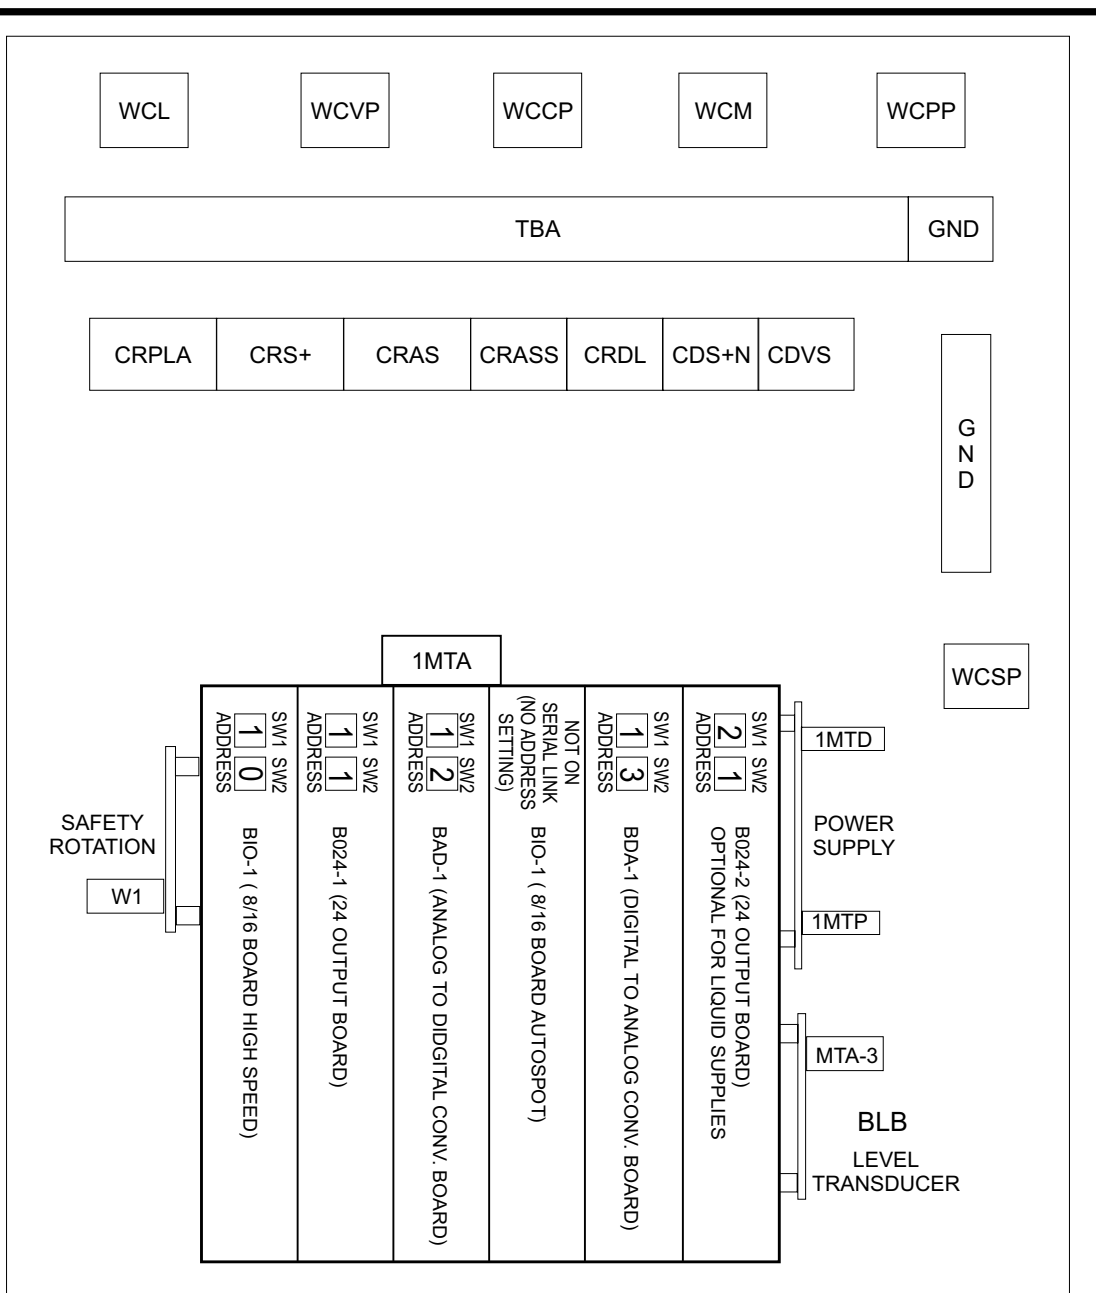 WCL
WCVP
WCCP
WCM
WCPP
TBA
GND
CRPLA
CRS+
CRAS
CRASS
CRDL
CDS+N
CDVS
G
N
D
WCSP
1MTA
SAFETY
ROTATION
W1
SW1 SW2
1 0
ADDRESS
BIO-1 ( 8/16 BOARD HIGH SPEED)
SW1 SW2
1 1
ADDRESS
B024-1 (24 OUTPUT BOARD)
SW1 SW2
1 2
ADDRESS
BAD-1 (ANALOG TO DIDGITAL CONV. BOARD)
NOT ON
SERIAL LINK
(NO ADDRESS
SETTING)
BIO-1 ( 8/16 BOARD AUTOSPOT)
SW1 SW2
1 3
ADDRESS
BDA-1 (DIGITAL TO ANALOG CONV. BOARD)
SW1 SW2
2 1
ADDRESS
B024-2 (24 OUTPUT BOARD)
OPTIONAL FOR LIQUID SUPPLIES
1MTD
POWER
SUPPLY
1MTP
MTA-3
BLB
LEVEL
TRANSDUCER